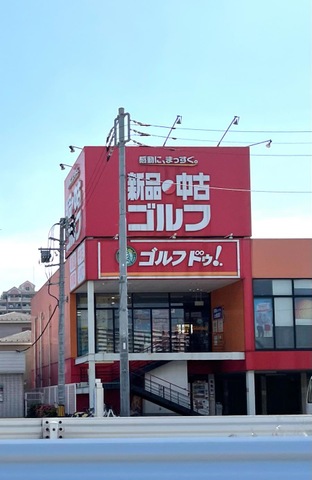 感動に、まっすぐ。
新品・中古
ゴルフ
ゴルフドゥ!